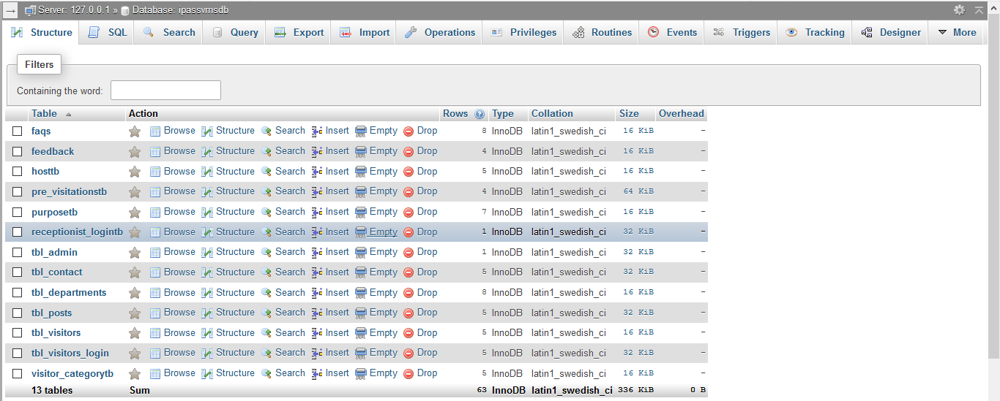 Server: 127.0.0.1 » Database: ipassvmsdb
Structure SQL Search Query Export Import Operations Privileges Routines Events Triggers Tracking Designer More
Filters
Containing the word:
Table Action Rows Type Collation Size Overhead
faqs Browse Structure Search Insert Empty Drop 8 InnoDB latin1_swedish_ci 16 KiB -
feedback Browse Structure Search Insert Empty Drop 4 InnoDB latin1_swedish_ci 16 KiB -
hosttb Browse Structure Search Insert Empty Drop 5 InnoDB latin1_swedish_ci 16 KiB -
pre_visitationstb Browse Structure Search Insert Empty Drop 4 InnoDB latin1_swedish_ci 64 KiB -
purposetb Browse Structure Search Insert Empty Drop 7 InnoDB latin1_swedish_ci 16 KiB -
receptionist_logintb Browse Structure Search Insert Empty Drop 1 InnoDB latin1_swedish_ci 32 KiB -
tbl_admin Browse Structure Search Insert Empty Drop 1 InnoDB latin1_swedish_ci 32 KiB -
tbl_contact Browse Structure Search Insert Empty Drop 5 InnoDB latin1_swedish_ci 32 KiB -
tbl_departments Browse Structure Search Insert Empty Drop 8 InnoDB latin1_swedish_ci 16 KiB -
tbl_posts Browse Structure Search Insert Empty Drop 5 InnoDB latin1_swedish_ci 32 KiB -
tbl_visitors Browse Structure Search Insert Empty Drop 5 InnoDB latin1_swedish_ci 16 KiB -
tbl_visitors_login Browse Structure Search Insert Empty Drop 5 InnoDB latin1_swedish_ci 32 KiB -
visitor_categorytb Browse Structure Search Insert Empty Drop 5 InnoDB latin1_swedish_ci 16 KiB -
13 tables Sum 63 InnoDB latin1_swedish_ci 336 KiB 0 B